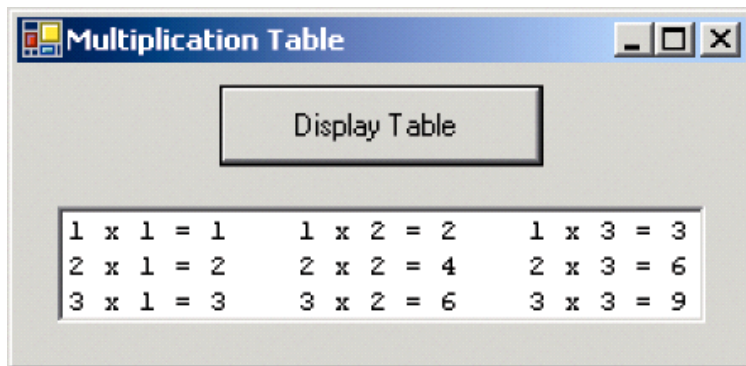 Multiplication Table
Display Table
1 x 1 = 1    1 x 2 = 2    1 x 3 = 3
2 x 1 = 2    2 x 2 = 4    2 x 3 = 6
3 x 1 = 3    3 x 2 = 6    3 x 3 = 9